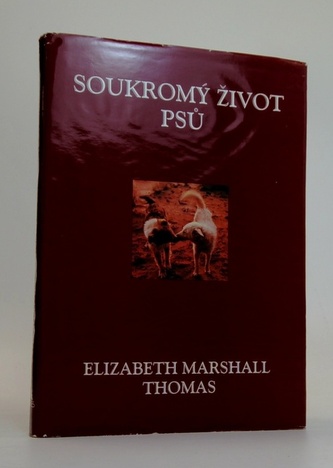 SOUKROMÝ ŽIVOT
PSŮ
ELIZABETH MARSHALL
THOMAS